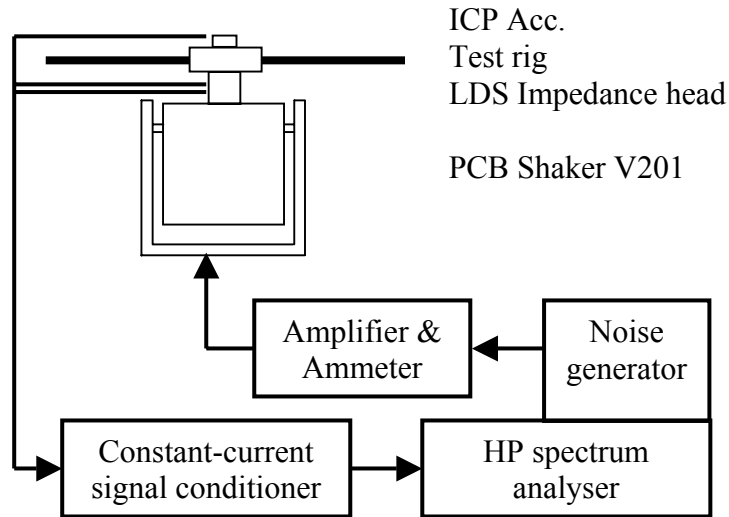 ICP Acc.
Test rig
LDS Impedance head
PCB Shaker V201
Amplifier &
Ammeter
Noise
generator
Constant-current
signal conditioner
HP spectrum
analyser